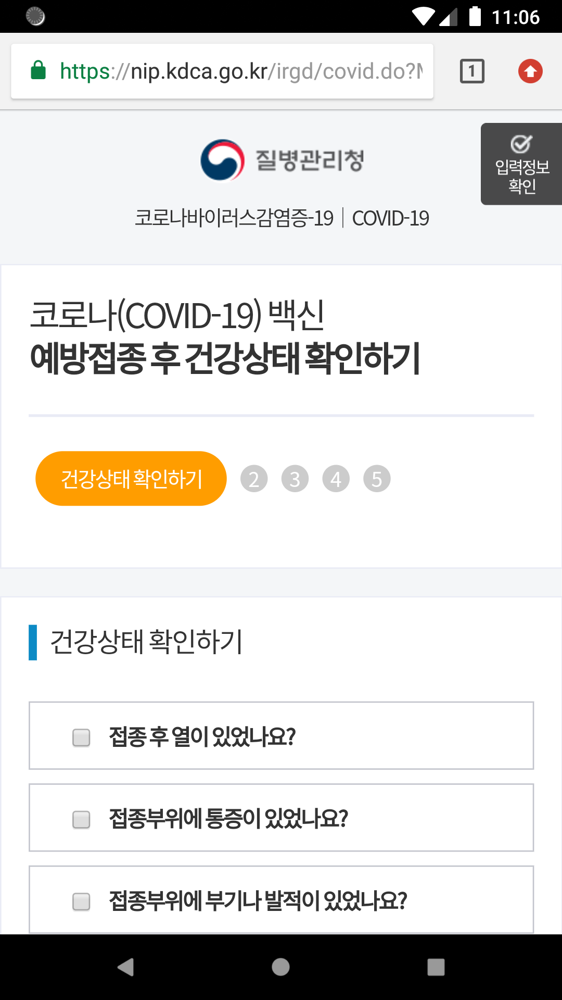 11:06
https://nip.kdca.go.kr/irgd/covid.do?
1
질병관리청
입력정보
확인
코로나바이러스감염증-19 | COVID-19
코로나(COVID-19) 백신
예방접종 후 건강상태 확인하기
건강상태 확인하기 2 3 4 5
건강상태 확인하기
접종 후 열이 있었나요?
접종부위에 통증이 있었나요?
접종부위에 부기나 발적이 있었나요?